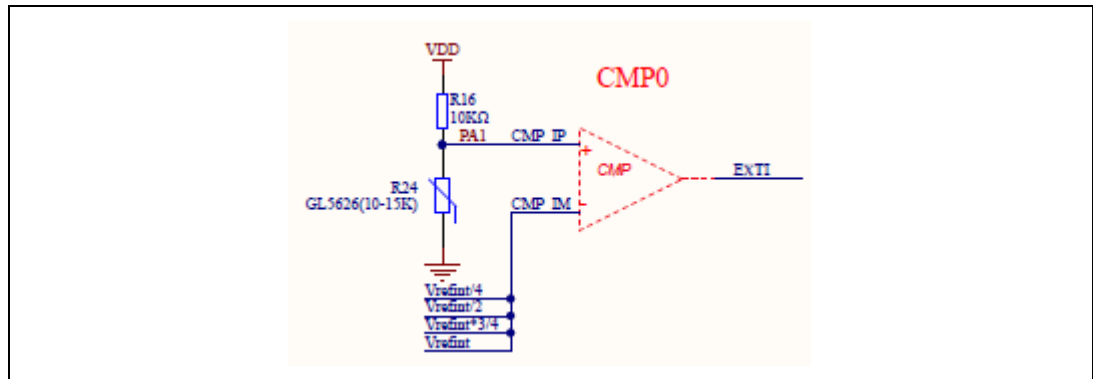 VDD
CMP0
R16
10KΩ
PA1 CMP IP
+
CMP
EXTI
R24
GL5626(10-15K)
CMP IM
-
Vrefint/4
Vrefint/2
Vrefint*3/4
Vrefint